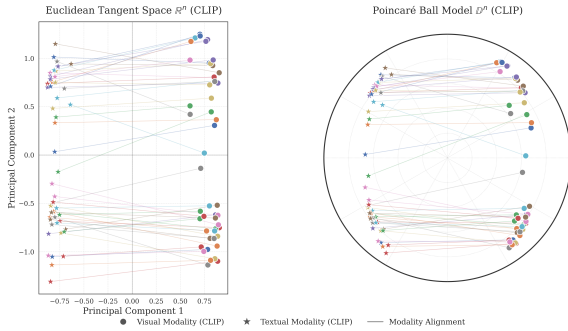 Euclidean Tangent Space ℝⁿ (CLIP)
Poincaré Ball Model 𝔻ⁿ (CLIP)
Principal Component 2
1.0
0.5
0.0
−0.5
−1.0
−0.75 −0.50 −0.25 0.00 0.25 0.50 0.75
Principal Component 1
Visual Modality (CLIP)
Textual Modality (CLIP)
Modality Alignment